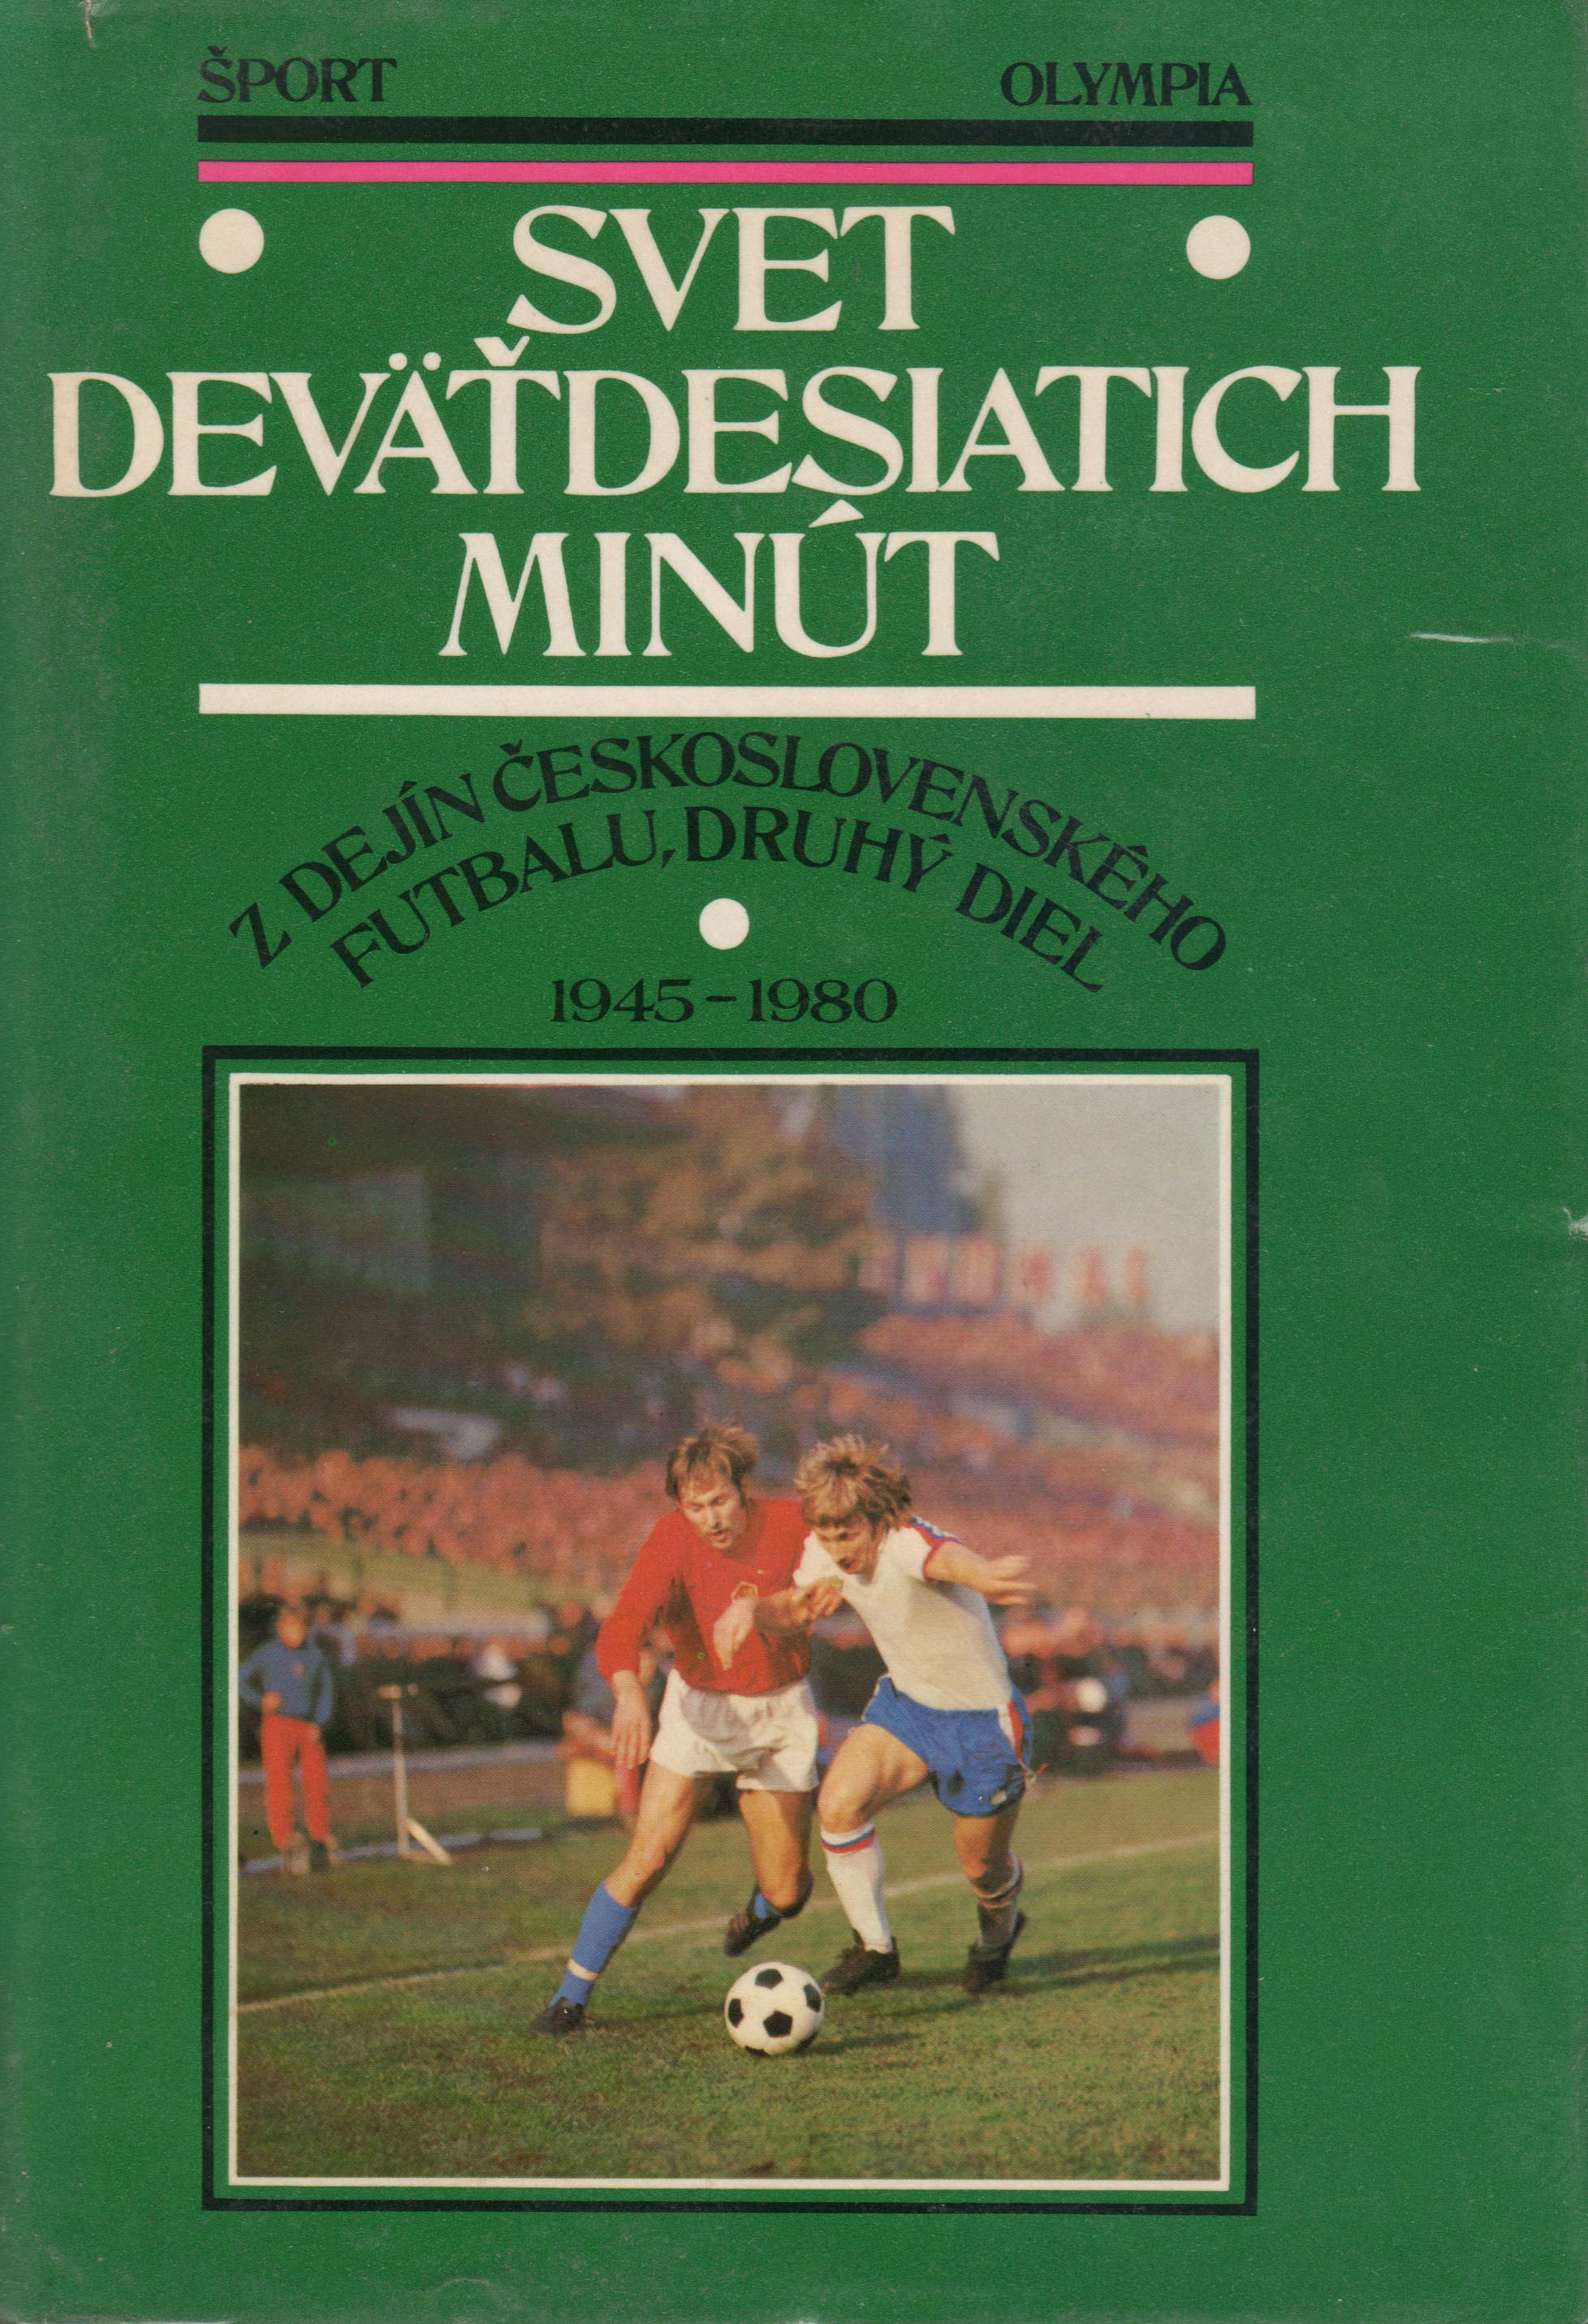 ŠPORT OLYMPIA
SVET
DEVÄŤDESIATICH
MINÚT
Z DEJÍN ČESKOSLOVENSKÉHO
FUTBALU, DRUHÝ DIEL
1945-1980